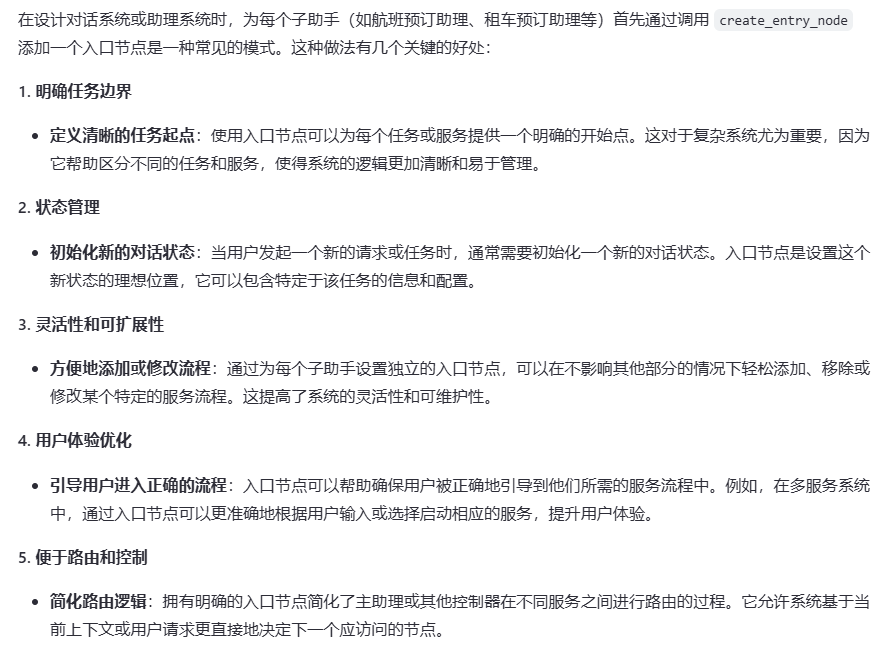 在设计对话系统或助理系统时，为每个子助手（如航班预订助理、租车预订助理等）首先通过调用 create_entry_node
添加一个入口节点是一种常见的模式。这种做法有几个关键的好处：
1. 明确任务边界
• 定义清晰的任务起点：使用入口节点可以为每个任务或服务提供一个明确的开始点。这对于复杂系统尤为重要，因为
它帮助区分不同的任务和服务，使得系统的逻辑更加清晰和易于管理。
2. 状态管理
• 初始化新的对话状态：当用户发起一个新的请求或任务时，通常需要初始化一个新的对话状态。入口节点是设置这个
新状态的理想位置，它可以包含特定于该任务的信息和配置。
3. 灵活性和可扩展性
• 方便地添加或修改流程：通过为每个子助手设置独立的入口节点，可以在不影响其他部分的情况下轻松添加、移除或
修改某个特定的服务流程。这提高了系统的灵活性和可维护性。
4. 用户体验优化
• 引导用户进入正确的流程：入口节点可以帮助确保用户被正确地引导到他们所需的服务流程中。例如，在多服务系统
中，通过入口节点可以更准确地根据用户输入或选择启动相应的服务，提升用户体验。
5. 便于路由和控制
• 简化路由逻辑：拥有明确的入口节点简化了主助理或其他控制器在不同服务之间进行路由的过程。它允许系统基于当
前上下文或用户请求更直接地决定下一个应访问的节点。